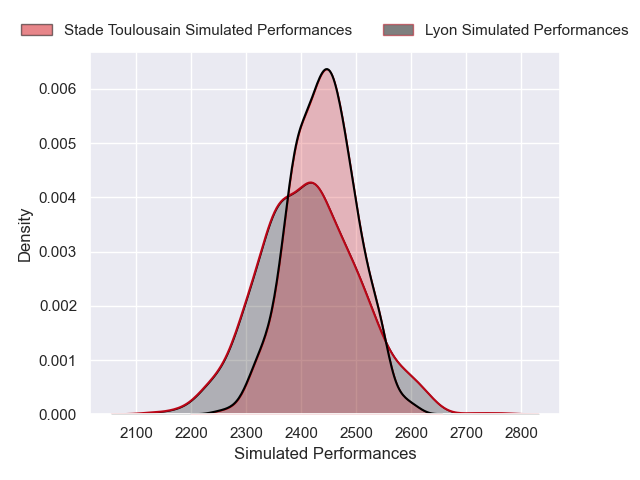 Stade Toulousain Simulated Performances
Lyon Simulated Performances
0.006
0.005
0.004
0.003
0.002
0.001
0.000
Density
2100 2200 2300 2400 2500 2600 2700 2800
Simulated Performances